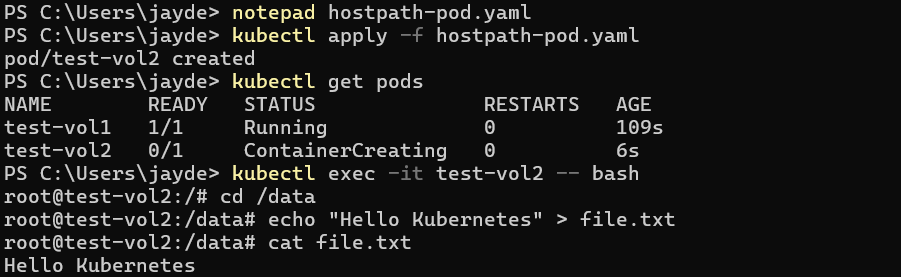 PS C:\Users\jayde> notepad hostpath-pod.yaml
PS C:\Users\jayde> kubectl apply -f hostpath-pod.yaml
pod/test-vol2 created
PS C:\Users\jayde> kubectl get pods
NAME        READY   STATUS              RESTARTS   AGE
test-vol1   1/1     Running             0          109s
test-vol2   0/1     ContainerCreating   0          6s
PS C:\Users\jayde> kubectl exec -it test-vol2 -- bash
root@test-vol2:/# cd /data
root@test-vol2:/data# echo "Hello Kubernetes" > file.txt
root@test-vol2:/data# cat file.txt
Hello Kubernetes